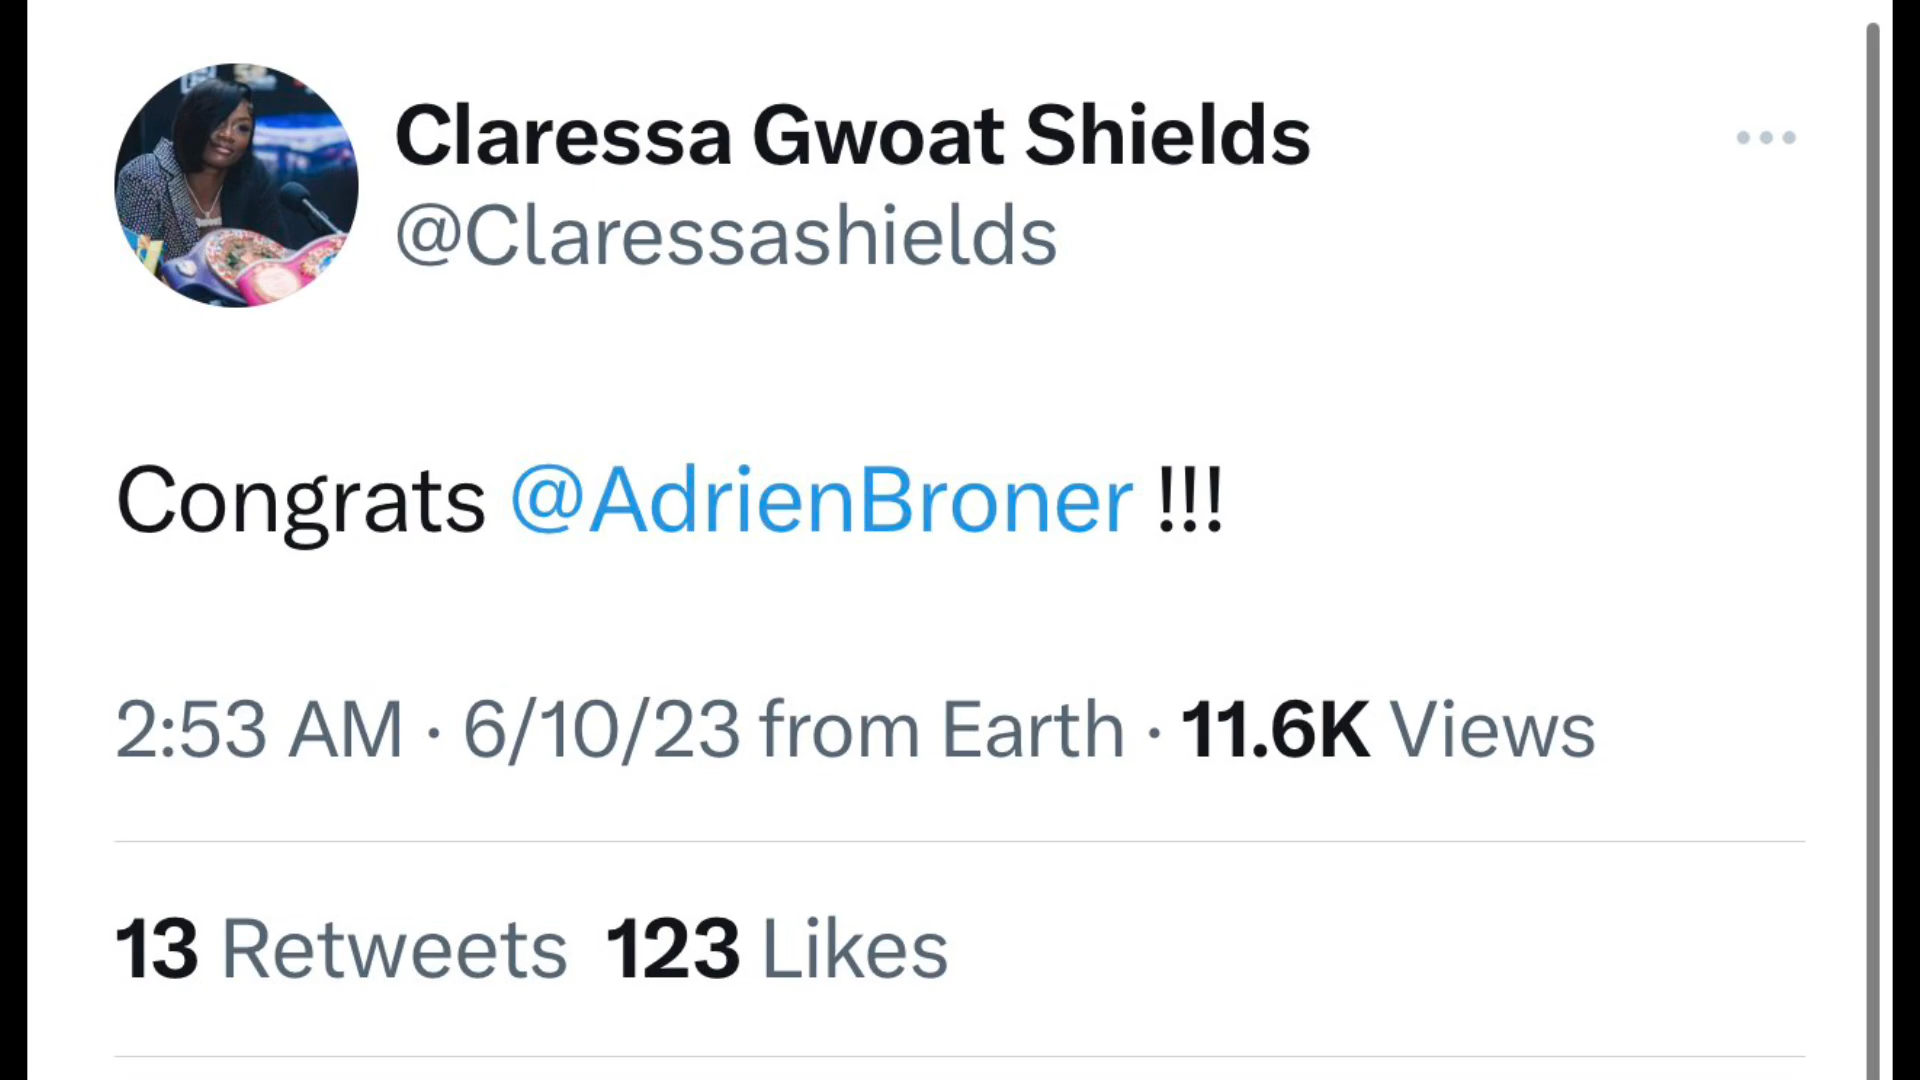 Claressa Gwoat Shields
@Claressashields
Congrats @AdrienBroner !!!
2:53 AM · 6/10/23 from Earth · 11.6K Views
13 Retweets 123 Likes